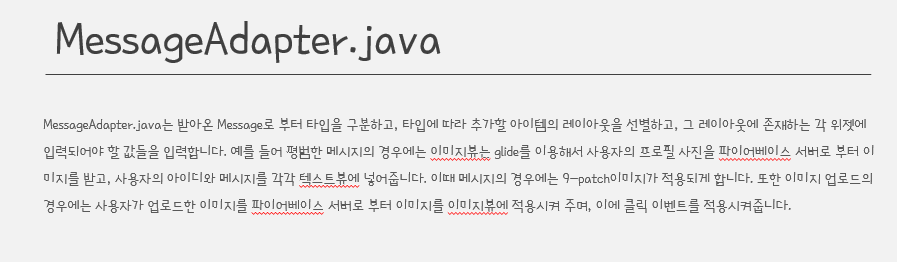 MessageAdapter.java
MessageAdapter.java는 받아온 Message로 부터 타입을 구분하고, 타입에 따라 추가할 아이템의 레이아웃을 선별하고, 그 레이아웃에 존재하는 각 위젯에
입력되어야 할 값들을 입력합니다. 예를 들어 평범한 메시지의 경우에는 이미지뷰는 glide를 이용해서 사용자의 프로필 사진을 파이어베이스 서버로 부터 이
미지를 받고, 사용자의 아이디와 메시지를 각각 텍스트뷰에 넣어줍니다. 이때 메시지의 경우에는 9-patch이미지가 적용되게 합니다. 또한 이미지 업로드의
경우에는 사용자가 업로드한 이미지를 파이어베이스 서버로 부터 이미지를 이미지뷰에 적용시켜 주며, 이에 클릭 이벤트를 적용시켜줍니다.